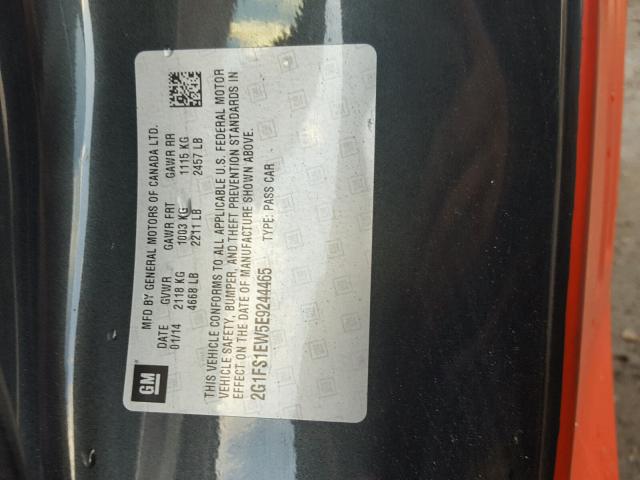 GM
MFD BY GENERAL MOTORS OF CANADA LTD.
DATE GVWR GAWR FRT GAWR RR
01/14 2118 KG 1003 KG 1115 KG
4668 LB 2211 LB 2457 LB
THIS VEHICLE CONFORMS TO ALL APPLICABLE U.S. FEDERAL MOTOR
VEHICLE SAFETY, BUMPER, AND THEFT PREVENTION STANDARDS IN
EFFECT ON THE DATE OF MANUFACTURE SHOWN ABOVE.
2G1FS1EW5E9244465 TYPE: PASS CAR